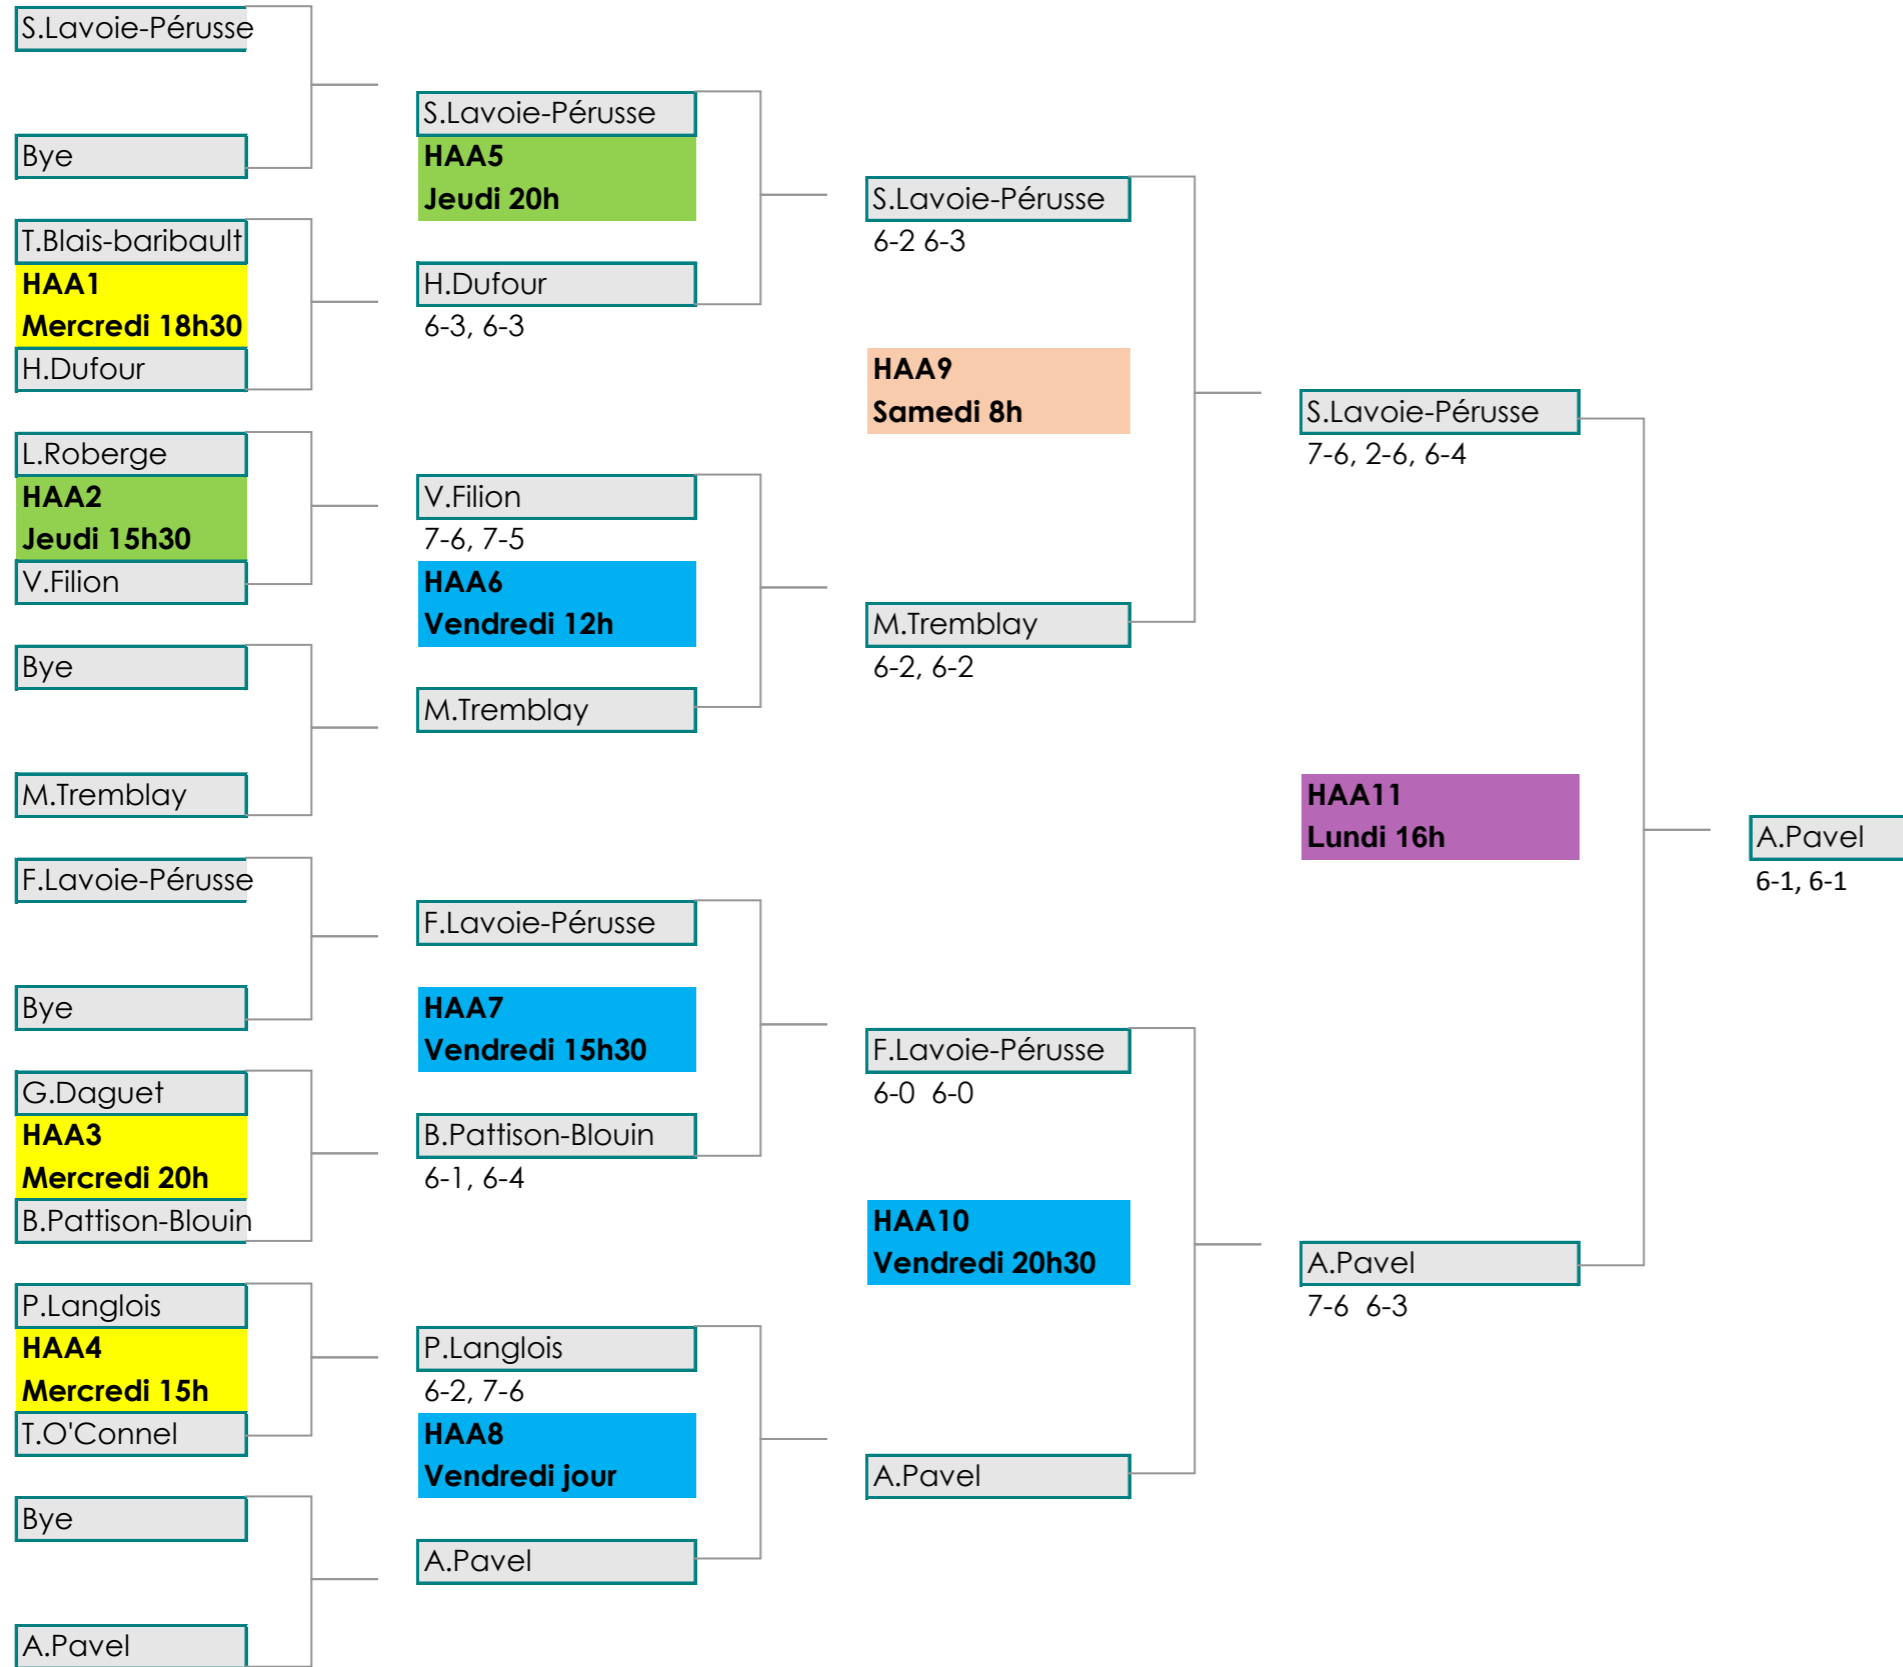 S.Lavoie-Pérusse
Bye
T.Blais-baribault
HAA1
Mercredi 18h30
H.Dufour
L.Roberge
HAA2
Jeudi 15h30
V.Filion
Bye
M.Tremblay
F.Lavoie-Pérusse
Bye
G.Daguet
HAA3
Mercredi 20h
B.Pattison-Blouin
P.Langlois
HAA4
Mercredi 15h
T.O'Connel
Bye
A.Pavel
S.Lavoie-Pérusse
HAA5
Jeudi 20h
H.Dufour
6-3, 6-3
V.Filion
7-6, 7-5
HAA6
Vendredi 12h
M.Tremblay
F.Lavoie-Pérusse
HAA7
Vendredi 15h30
B.Pattison-Blouin
6-1, 6-4
P.Langlois
6-2, 7-6
HAA8
Vendredi jour
A.Pavel
S.Lavoie-Pérusse
6-2 6-3
HAA9
Samedi 8h
M.Tremblay
6-2, 6-2
F.Lavoie-Pérusse
6-0 6-0
HAA10
Vendredi 20h30
A.Pavel
S.Lavoie-Pérusse
7-6, 2-6, 6-4
HAA11
Lundi 16h
A.Pavel
7-6 6-3
A.Pavel
6-1, 6-1